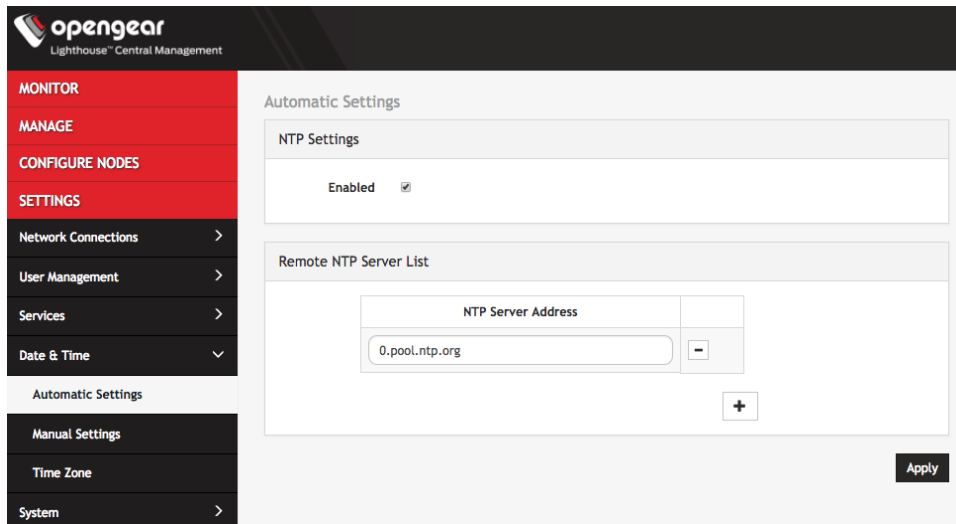 opengear
Lighthouse™ Central Management
MONITOR
MANAGE
CONFIGURE NODES
SETTINGS
Network Connections
User Management
Services
Date & Time
Automatic Settings
Manual Settings
Time Zone
System
Automatic Settings
NTP Settings
Enabled
Remote NTP Server List
NTP Server Address
0.pool.ntp.org
Apply